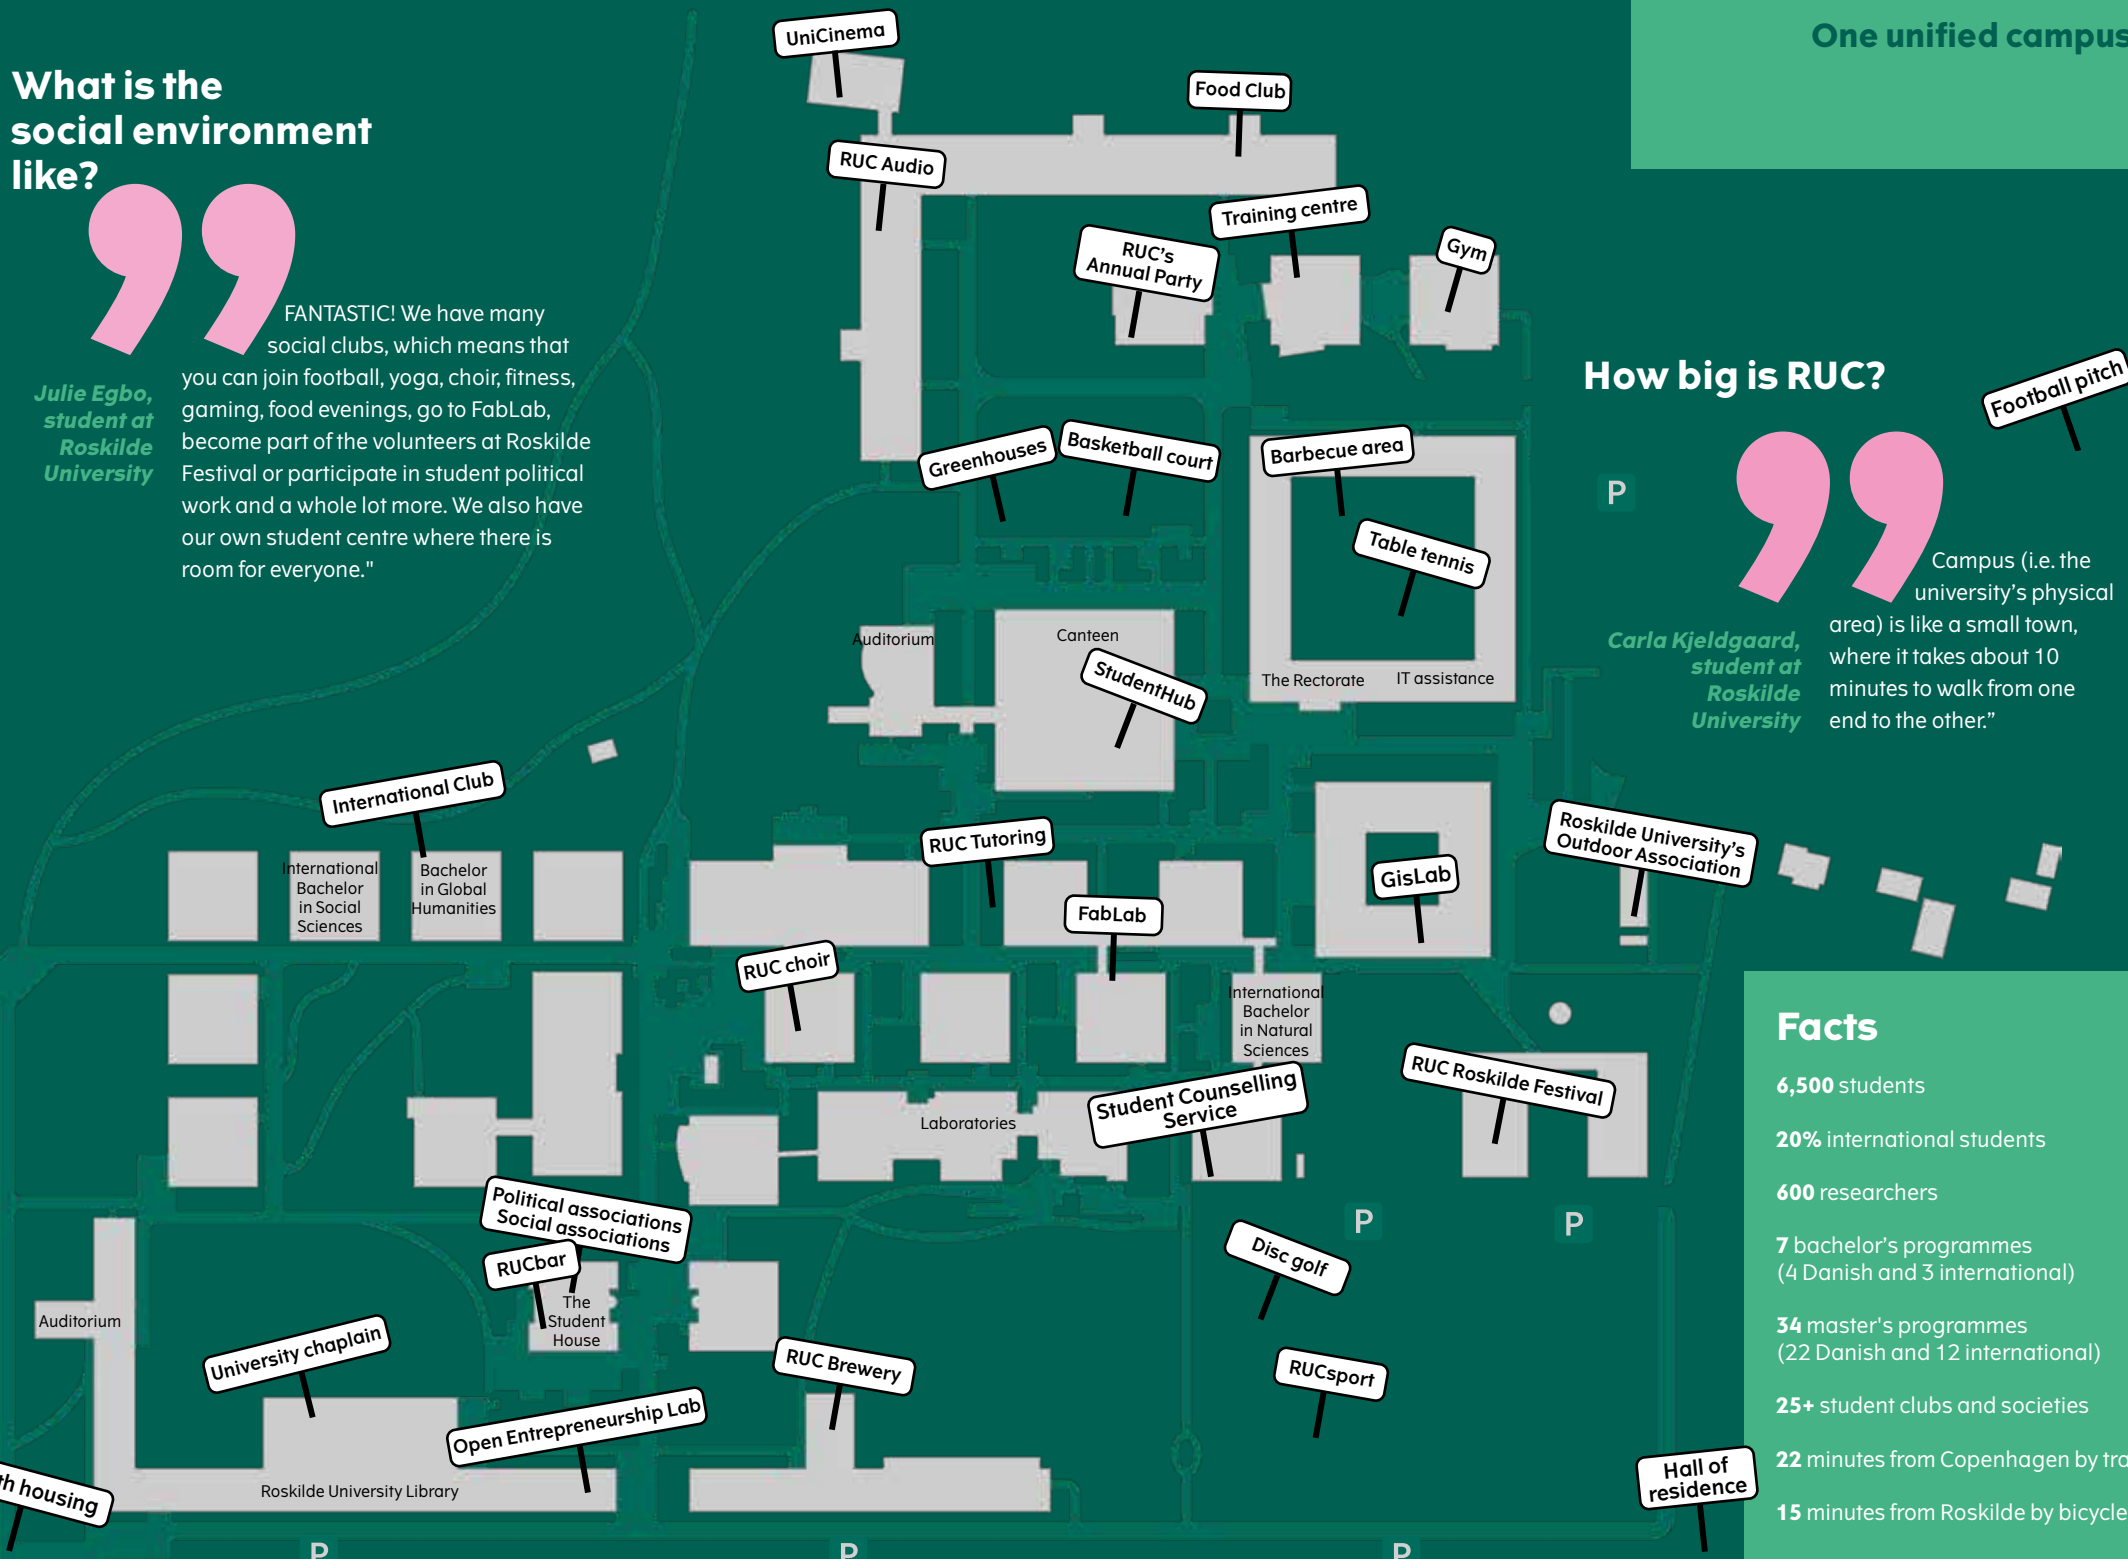 One unified campus
What is the
social environment
like?
FANTASTIC! We have many
social clubs, which means that
you can join football, yoga, choir, fitness,
gaming, food evenings, go to FabLab,
become part of the volunteers at Roskilde
Festival or participate in student political
work and a whole lot more. We also have
our own student centre where there is
room for everyone."
Julie Egbo,
student at
Roskilde
University
UniCinema
Food Club
RUC Audio
Training centre
RUC's
Annual Party
Gym
How big is RUC?
Football pitch
Campus (i.e. the
university's physical
area) is like a small town,
where it takes about 10
minutes to walk from one
end to the other.”
Carla Kjeldgaard,
student at
Roskilde
University
Greenhouses
Basketball court
Barbecue area
Table tennis
P
Auditorium
Canteen
StudentHub
The Rectorate
IT assistance
International Club
International
Bachelor
in Social
Sciences
Bachelor
in Global
Humanities
RUC Tutoring
FabLab
GisLab
Roskilde University's
Outdoor Association
RUC choir
International
Bachelor
in Natural
Sciences
Laboratories
Student Counselling
Service
RUC Roskilde Festival
Political associations
Social associations
RUCbar
The
Student
House
P
P
Disc golf
Auditorium
University chaplain
RUC Brewery
RUCsport
Open Entrepreneurship Lab
Roskilde University Library
housing
Hall of
residence
P
P
P
Facts
6,500 students
20% international students
600 researchers
7 bachelor's programmes
(4 Danish and 3 international)
34 master's programmes
(22 Danish and 12 international)
25+ student clubs and societies
22 minutes from Copenhagen by
15 minutes from Roskilde by bicycle